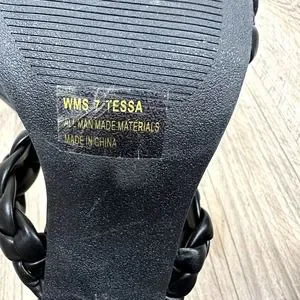 WMS 7 TESSA
ALL MAN MADE MATERIALS
MADE IN CHINA